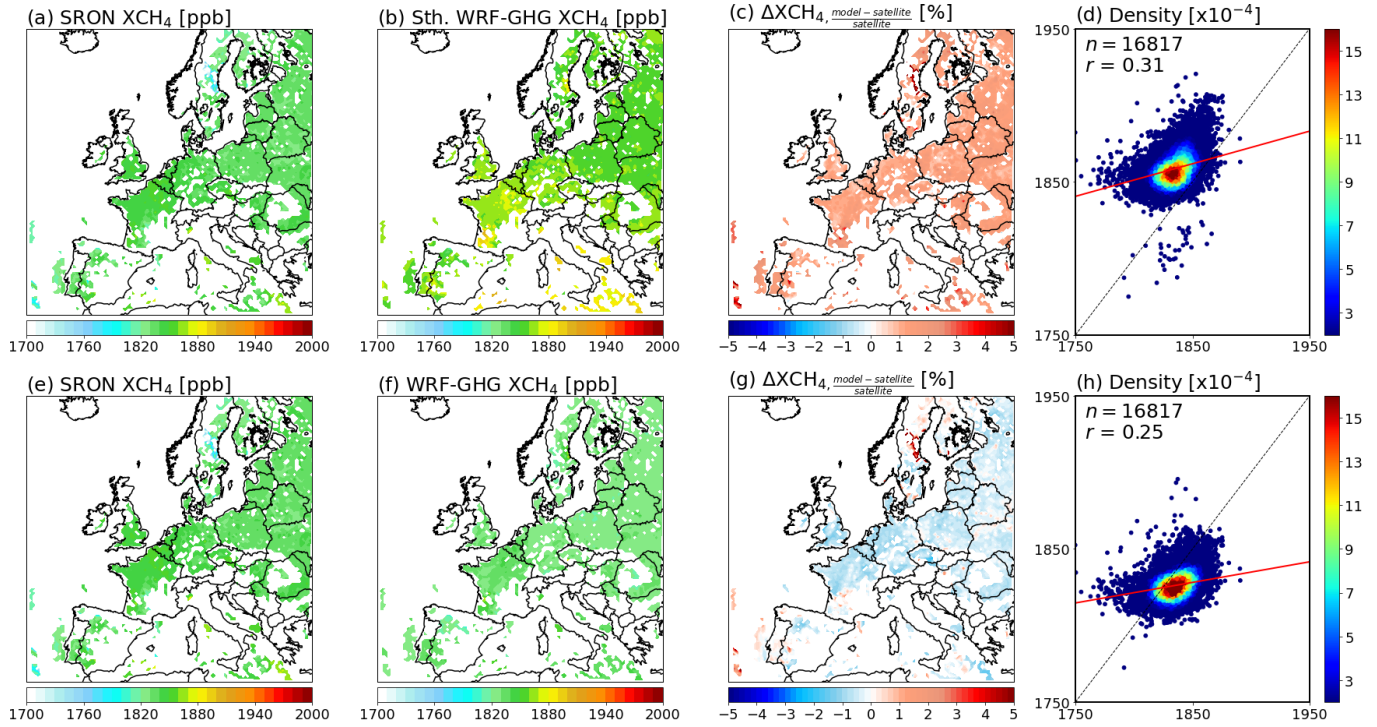 (a) SRON XCH₄ [ppb]
(b) Sth. WRF-GHG XCH₄ [ppb]
(c) ΔXCH₄, model−satellite/satellite [%]
(d) Density [x10⁻⁴]
1950
1850
1750
n = 16817
r = 0.31
15
13
11
9
7
5
3
1700 1760 1820 1880 1940 2000
1700 1760 1820 1880 1940 2000
−5 −4 −3 −2 −1 0 1 2 3 4 5
1750 1850 1950
(e) SRON XCH₄ [ppb]
(f) WRF-GHG XCH₄ [ppb]
(g) ΔXCH₄, model−satellite/satellite [%]
(h) Density [x10⁻⁴]
1950
1850
1750
n = 16817
r = 0.25
15
13
11
9
7
5
3
1700 1760 1820 1880 1940 2000
1700 1760 1820 1880 1940 2000
−5 −4 −3 −2 −1 0 1 2 3 4 5
1750 1850 1950